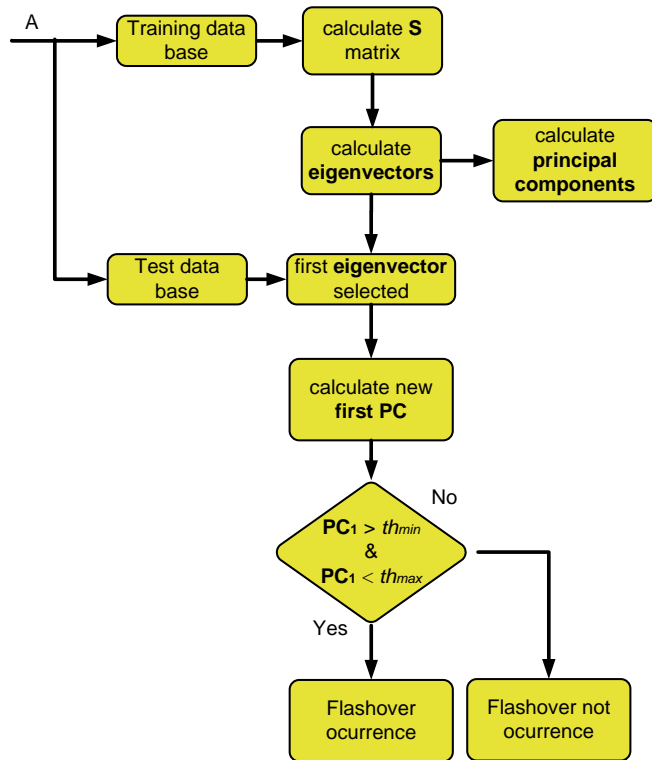 A
Training data
base
calculate S
matrix
calculate
eigenvectors
calculate
principal
components
Test data
base
first eigenvector
selected
calculate new
first PC
No
PC1 > thmin
&
PC1 < thmax
Yes
Flashover
ocurrence
Flashover not
ocurrence